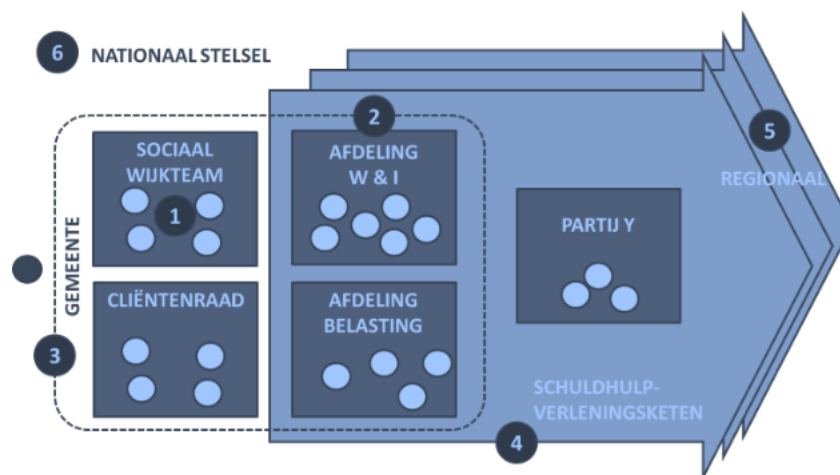 6
NATIONAAL STELSEL
2
SOCIAAL
WIJKTEAM
1
AFDELING
W & I
5
REGIONAAL
PARTIJ Y
GEMEENTE
CLIËNTENRAAD
AFDELING
BELASTING
3
SCHULDHULP-
VERLENINGSKETEN
4